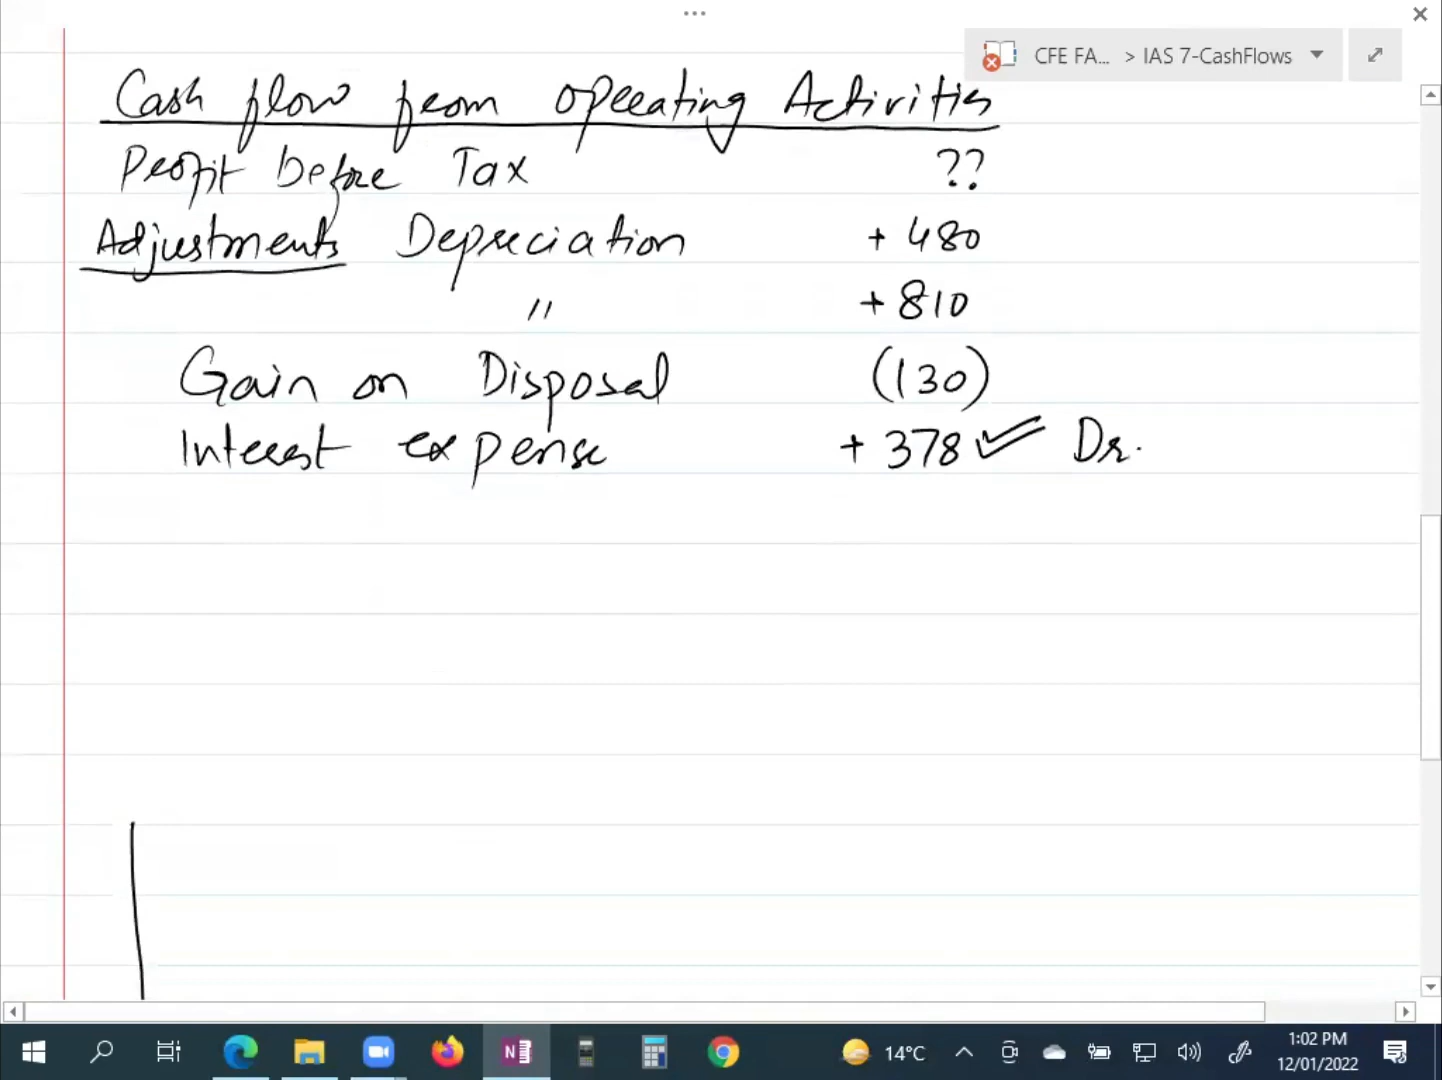 CFE FA... > IAS 7-CashFlows
Cash flow from operating Activities
Profit before Tax ??
Adjustments Depreciation + 480
" + 810
Gain on Disposal (130)
Interest expense + 378 Dr.
14°C
1:02 PM
12/01/2022